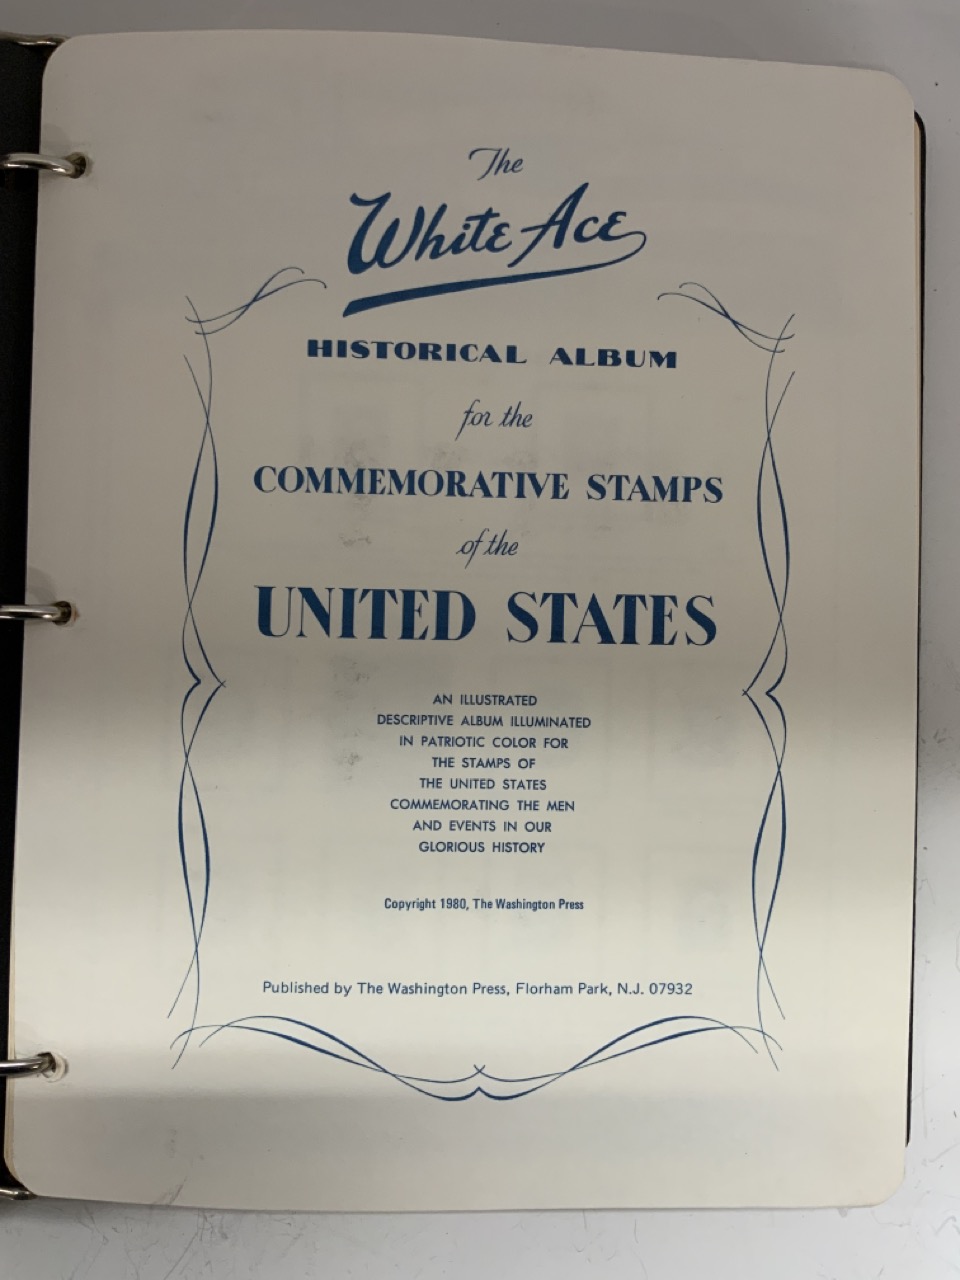 The
White Ace
HISTORICAL ALBUM
for the
COMMEMORATIVE STAMPS
of the
UNITED STATES
AN ILLUSTRATED
DESCRIPTIVE ALBUM ILLUMINATED
IN PATRIOTIC COLOR FOR
THE STAMPS OF
THE UNITED STATES
COMMEMORATING THE MEN
AND EVENTS IN OUR
GLORIOUS HISTORY
Copyright 1980, The Washington Press
Published by The Washington Press, Florham Park, N.J. 07932